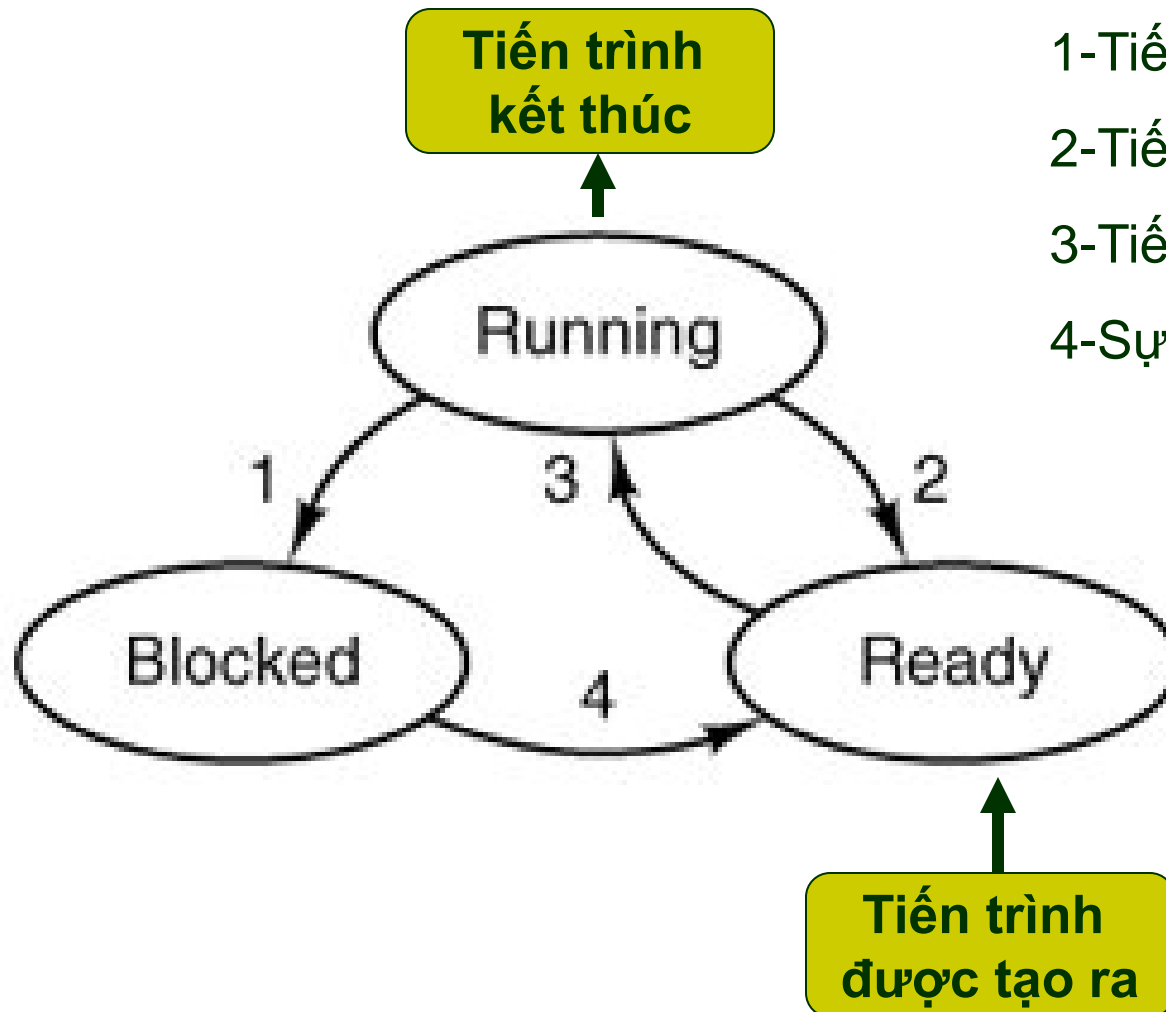 Tiến trình
kết thúc
1-Tiế
2-Tiế
3-Tiế
4-Sự
Running
1
3
2
Blocked
4
Ready
Tiến trình
được tạo ra